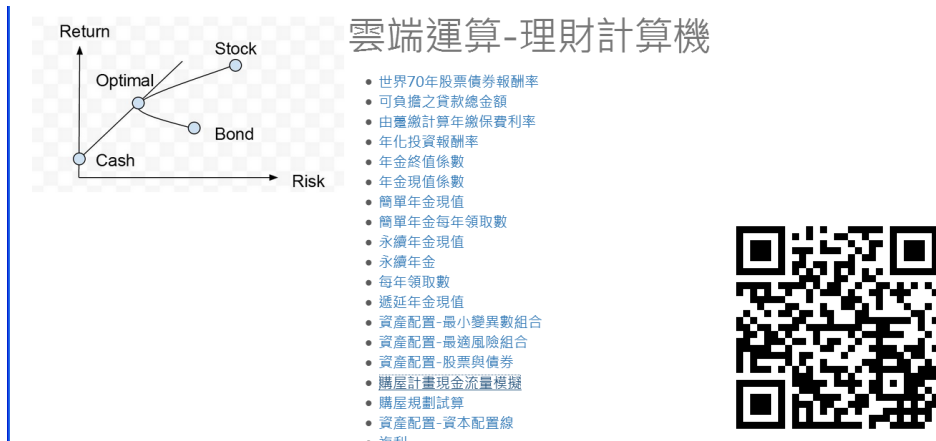 Return
Stock
Optimal
Bond
Cash
Risk
雲端運算-理財計算機
世界70年股票債券報酬率
可負擔之貸款總金額
由躉繳計算年繳保費利率
年化投資報酬率
年金終值係數
年金現值係數
簡單年金現值
簡單年金每年領取數
永續年金現值
永續年金
每年領取數
遞延年金現值
資產配置-最小變異數組合
資產配置-最適風險組合
資產配置-股票與債券
購屋計畫現金流量模擬
購屋規劃試算
資產配置-資本配置線